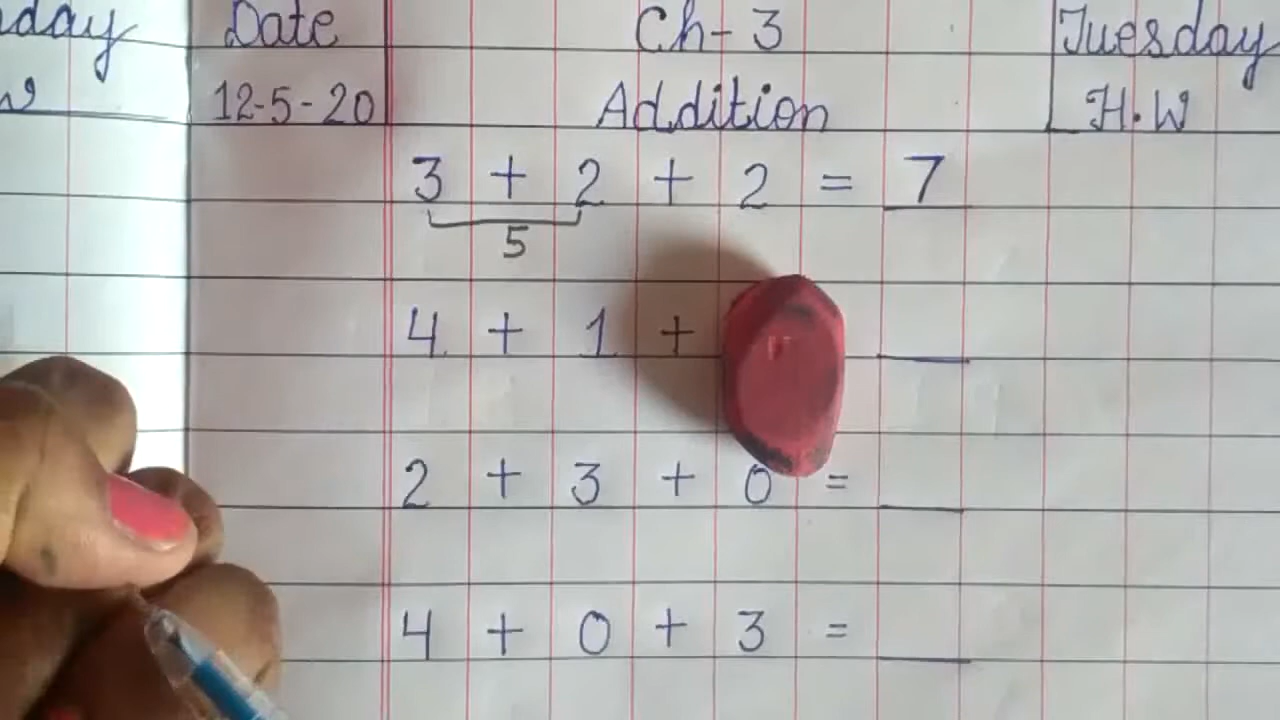 Date Ch-3 Tuesday
12-5-20 Addition H.W
3 + 2 + 2 = 7
5
4 + 1 +
2 + 3 + 0 =
4 + 0 + 3 =